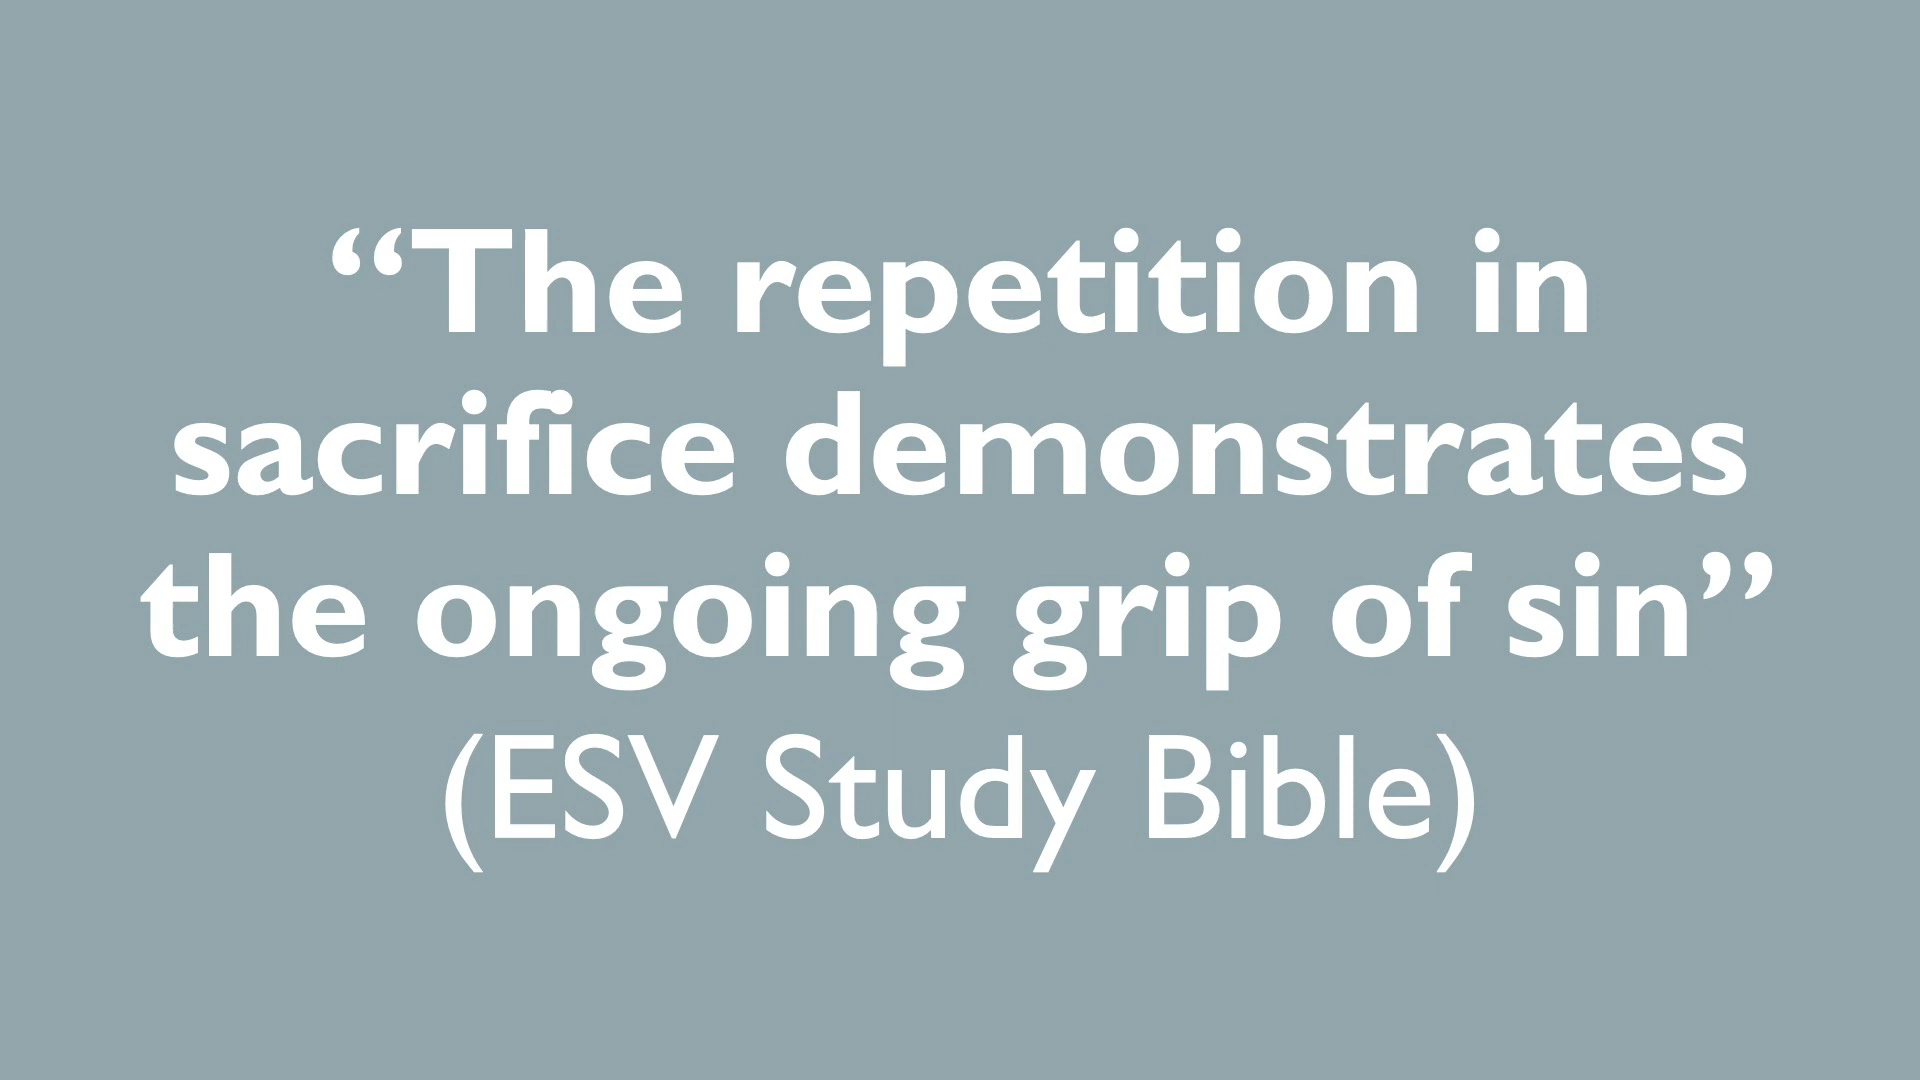 “The repetition in
sacrifice demonstrates
the ongoing grip of sin”
(ESV Study Bible)